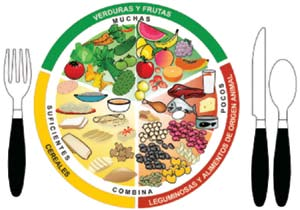 VERDURAS Y FRUTAS
MUCHAS
SUFICIENTES
CEREALES
COMBINA
POCOS
LEGUMINOSAS Y ALIMENTOS DE ORIGEN ANIMAL